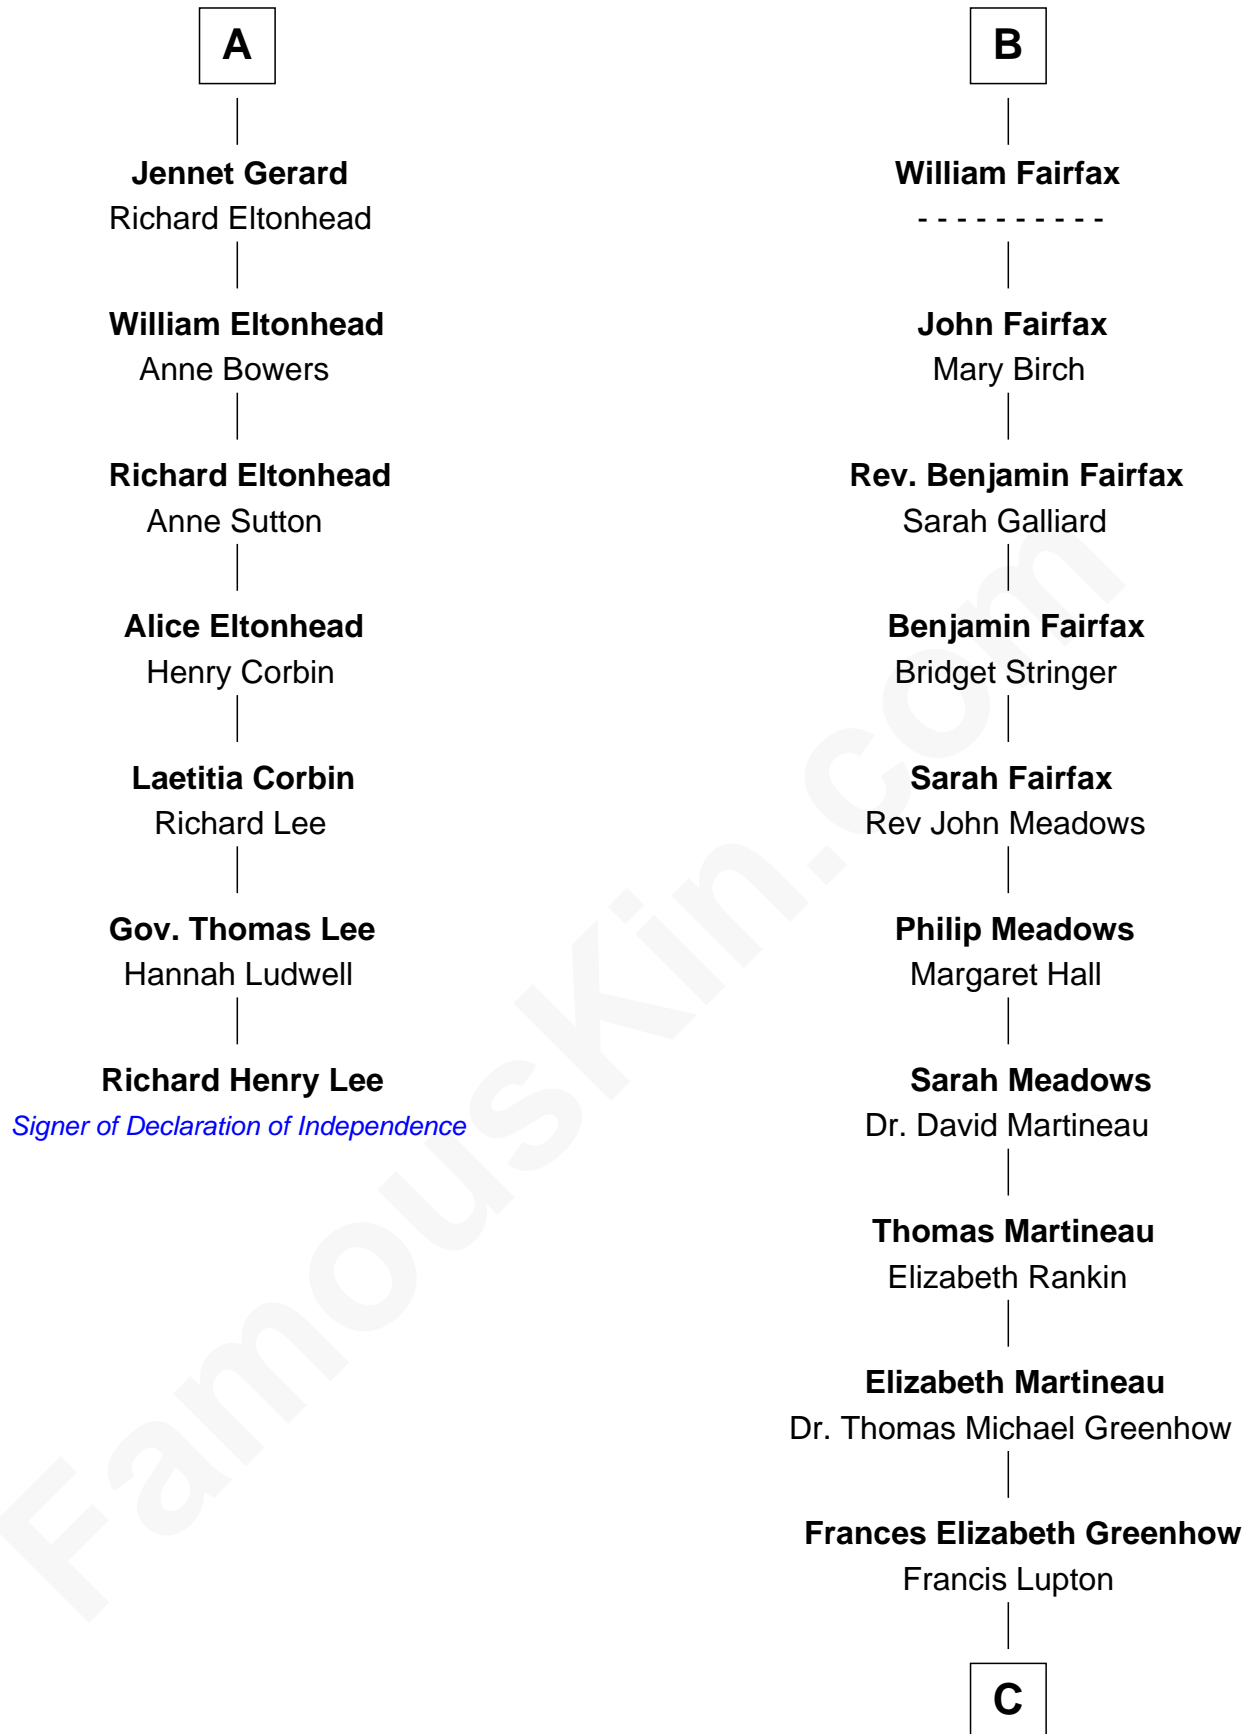 A
Jennet Gerard
Richard Eltonhead
William Eltonhead
Anne Bowers
Richard Eltonhead
Anne Sutton
Alice Eltonhead
Henry Corbin
Laetitia Corbin
Richard Lee
Gov. Thomas Lee
Hannah Ludwell
Richard Henry Lee
Signer of Declaration of Independence
B
William Fairfax
- - - - - - - - - -
John Fairfax
Mary Birch
Rev. Benjamin Fairfax
Sarah Galliard
Benjamin Fairfax
Bridget Stringer
Sarah Fairfax
Rev John Meadows
Philip Meadows
Margaret Hall
Sarah Meadows
Dr. David Martineau
Thomas Martineau
Elizabeth Rankin
Elizabeth Martineau
Dr. Thomas Michael Greenhow
Frances Elizabeth Greenhow
Francis Lupton
C
FamousKin.com